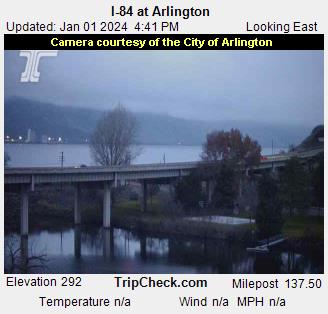 I-84 at Arlington
Updated: Jan 01 2024 4:41 PM Looking East
Camera courtesy of the City of Arlington
Elevation 292 TripCheck.com Milepost 137.50
Temperature n/a Wind n/a MPH n/a